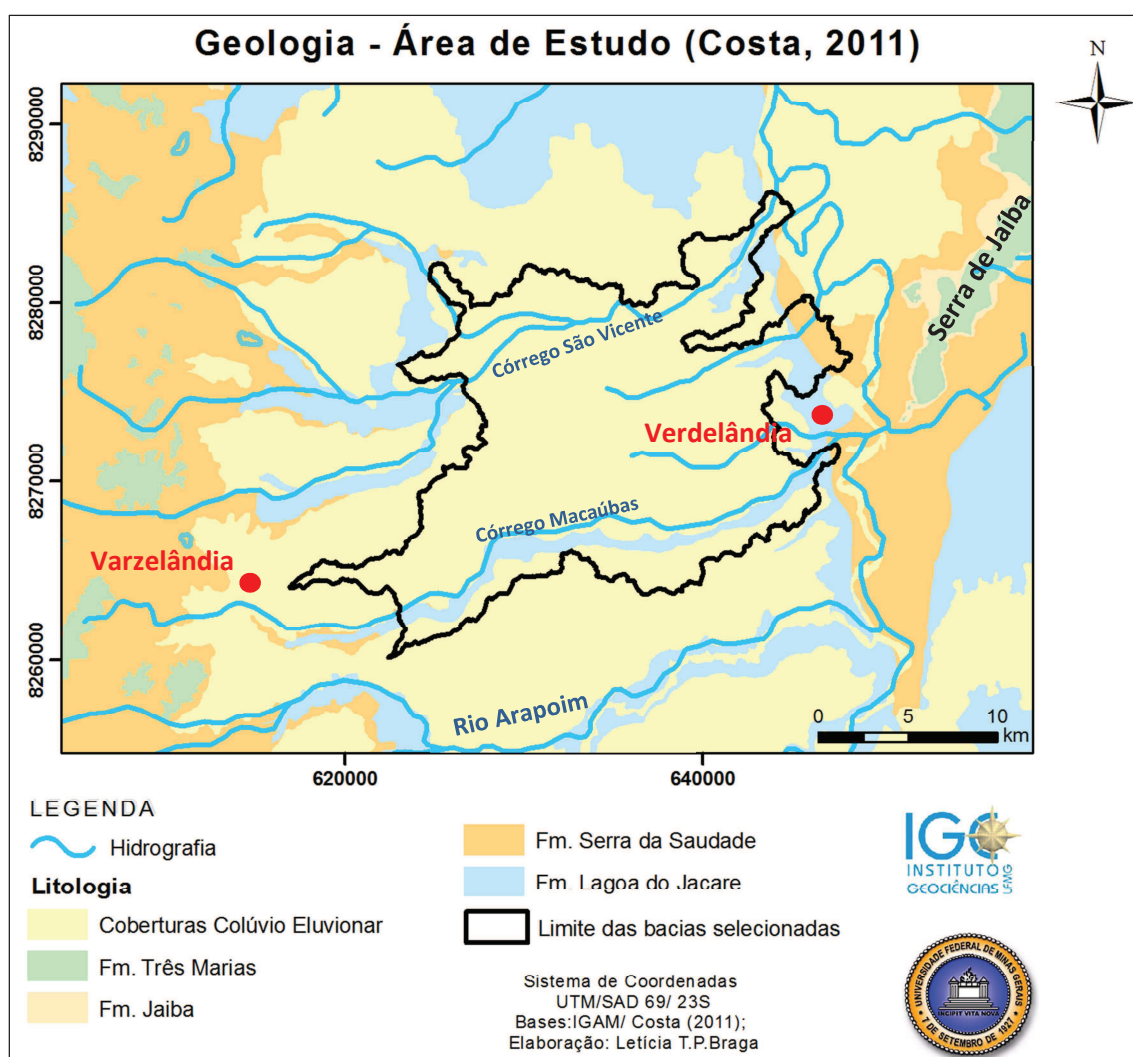 Geologia - Área de Estudo (Costa, 2011)
N
8290000
8280000
8270000
8260000
Serra de Jaíba
Córrego São Vicente
Verdelândia
Córrego Macaúbas
Varzelândia
Rio Arapoim
0 5 10
km
620000 640000
LEGENDA
Hidrografia
Litologia
Coberturas Colúvio Eluvionar
Fm. Três Marias
Fm. Jaiba
Fm. Serra da Saudade
Fm. Lagoa do Jacare
Limite das bacias selecionadas
Sistema de Coordenadas
UTM/SAD 69/ 23S
Bases:IGAM/ Costa (2011);
Elaboração: Letícia T.P.Braga
IGC
INSTITUTO
GEOCIÊNCIAS
UFMG
UNIVERSIDADE FEDERAL DE MINAS GERAIS
INCIPIT VITA NOVA
7 DE SETEMBRO DE 1927